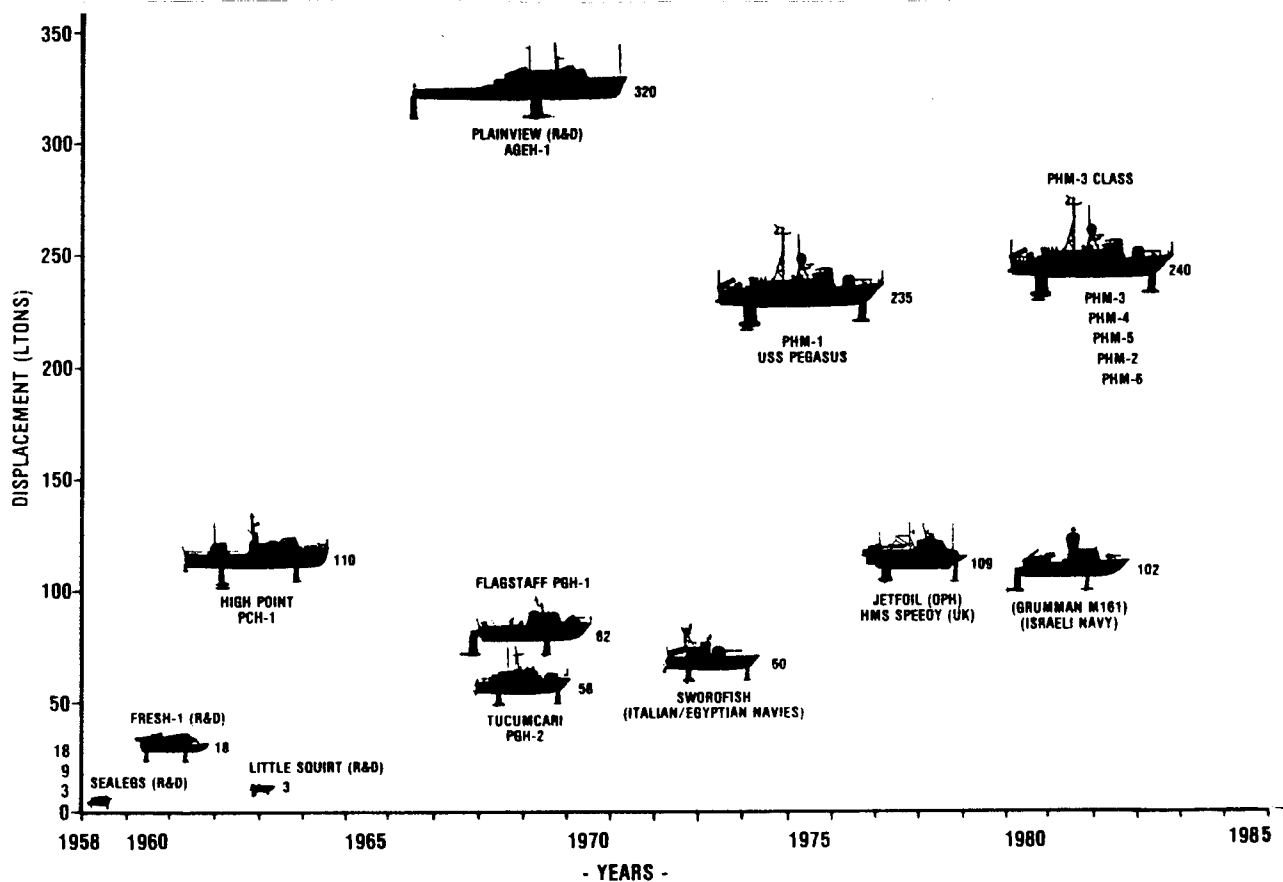 DISPLACEMENT (LTONS)
350
300
250
200
150
100
50
18
9
3
0
320
PLAINVIEW (R&D)
AGEH-1
PHM-3 CLASS
240
PHM-3
PHM-4
PHM-5
PHM-2
PHM-6
235
PHM-1
USS PEGASUS
110
HIGH POINT
PCH-1
FLAGSTAFF PGH-1
62
58
TUCUMCARI
PGH-2
60
SWOROFISH
(ITALIAN/EGYPTIAN NAVIES)
109
JETFOIL (OPH)
HMS SPEEDY (UK)
102
(GRUMMAN M161)
(ISRAELI NAVY)
FRESH-1 (R&D)
18
SEALEGS (R&D)
LITTLE SQUIRT (R&D)
3
1958 1960 1965 1970 1975 1980 1985
- YEARS -